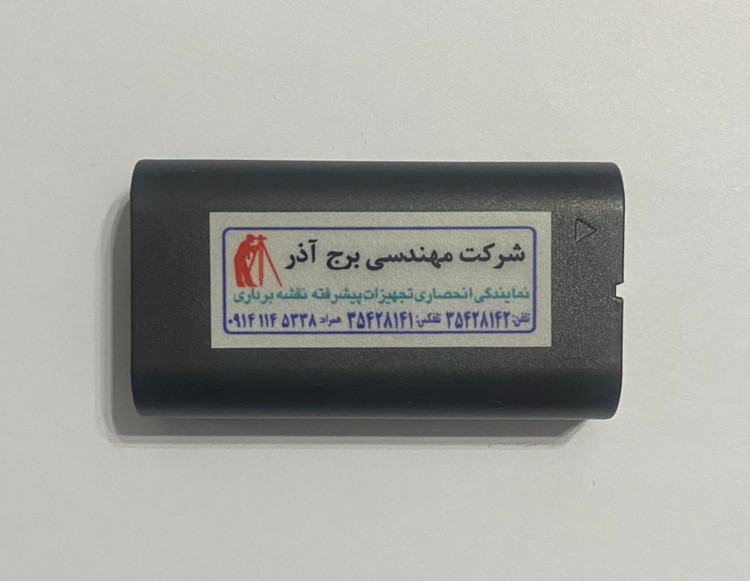 شرکت مهندسی برج آذر
نمایندگی انحصاری تجهیزات پیشرفته نقشه برداری
تلفن: ۳۵۴۲۸۱۴۲ تلفکس: ۳۵۴۲۸۱۴۱ همراه ۰۹۱۴ ۱۱۴ ۵۳۳۸